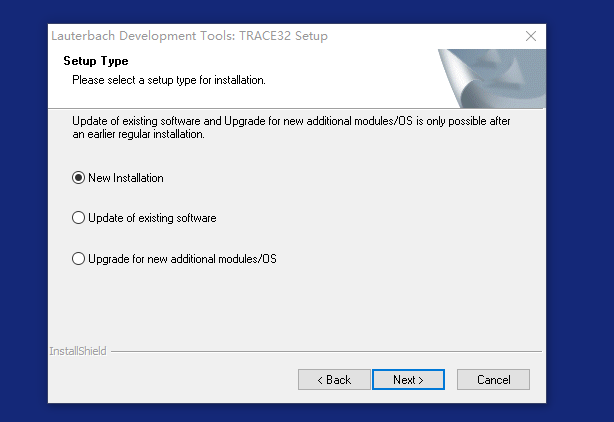 Lauterbach Development Tools: TRACE32 Setup
Setup Type
Please select a setup type for installation.
Update of existing software and Upgrade for new additional modules/OS is only possible after
an earlier regular installation.
New Installation
Update of existing software
Upgrade for new additional modules/OS
InstallShield
< Back
Next >
Cancel